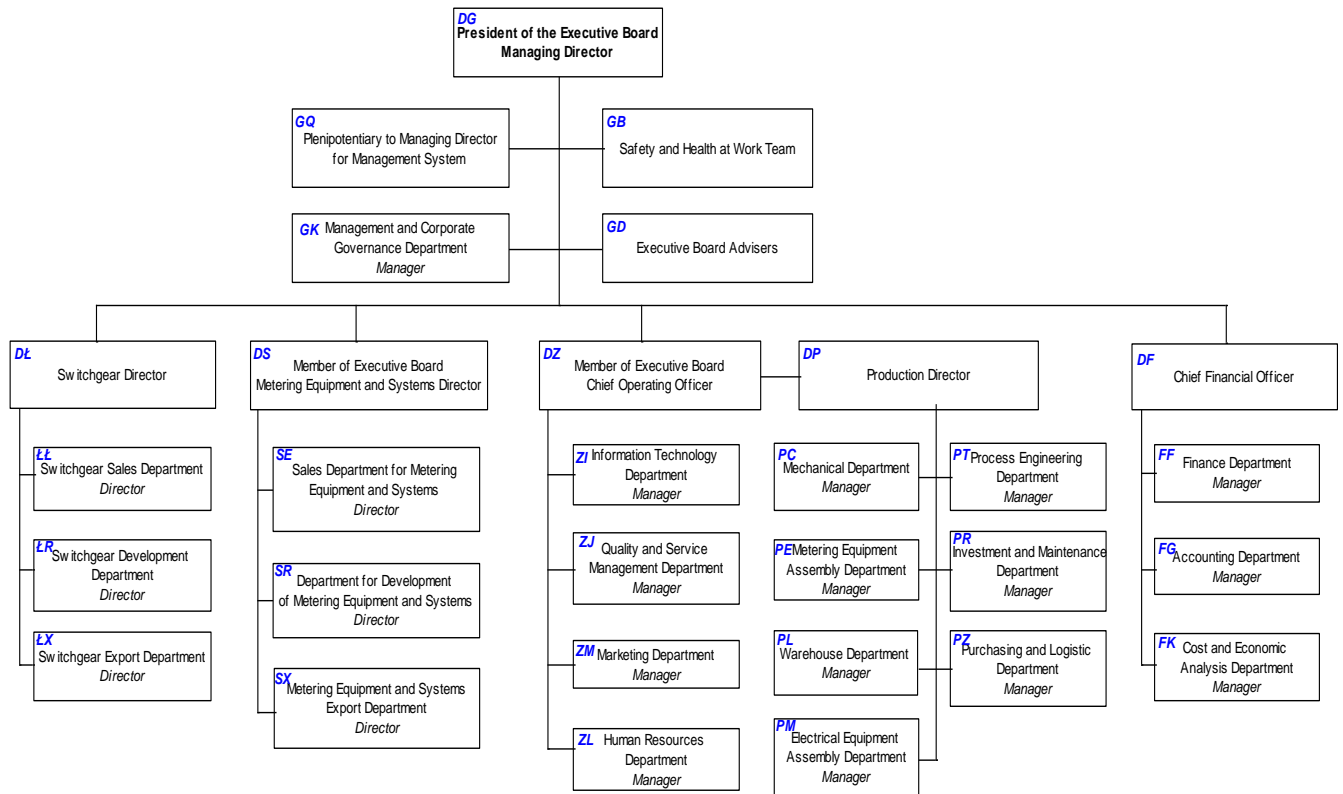 DG
President of the Executive Board
Managing Director
GQ
Plenipotentiary to Managing Director
for Management System
GB
Safety and Health at Work Team
GK Management and Corporate
Governance Department
Manager
GD
Executive Board Advisers
DŁ
Switchgear Director
DS
Member of Executive Board
Metering Equipment and Systems Director
DZ
Member of Executive Board
Chief Operating Officer
DP
Production Director
DF
Chief Financial Officer
ŁŁ
Switchgear Sales Department
Director
ŁR
Switchgear Development
Department
Director
ŁX
Switchgear Export Department
Director
SE
Sales Department for Metering
Equipment and Systems
Director
SR
Department for Development
of Metering Equipment and Systems
Director
SX
Metering Equipment and Systems
Export Department
Director
ZI Information Technology
Department
Manager
ZJ
Quality and Service
Management Department
Manager
ZM
Marketing Department
Manager
ZL Human Resources
Department
Manager
PC
Mechanical Department
Manager
PE Metering Equipment
Assembly Department
Manager
PL
Warehouse Department
Manager
PM
Electrical Equipment
Assembly Department
Manager
PT Process Engineering
Department
Manager
PR
Investment and Maintenance
Department
Manager
PZ
Purchasing and Logistic
Department
Manager
FF
Finance Department
Manager
FG
Accounting Department
Manager
FK Cost and Economic
Analysis Department
Manager